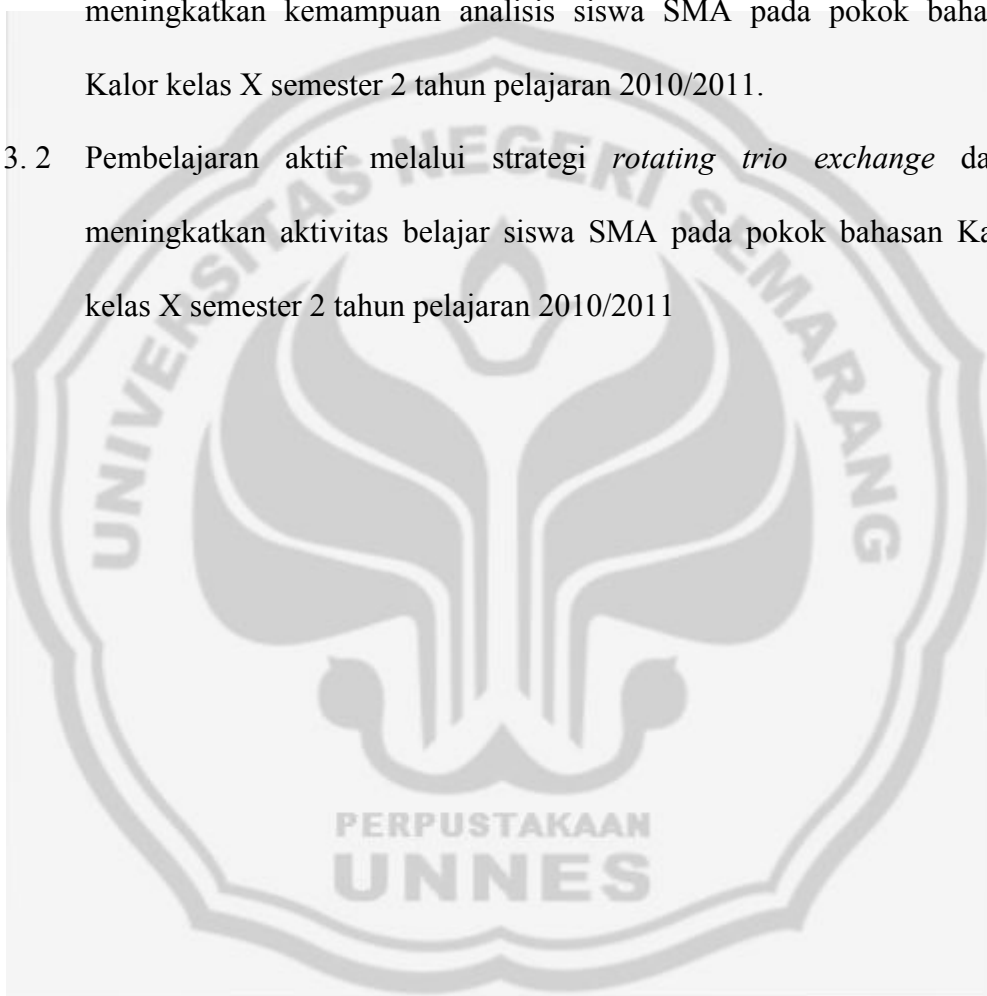 meningkatkan kemampuan analisis siswa SMA pada pokok baha
Kalor kelas X semester 2 tahun pelajaran 2010/2011.
3. 2 Pembelajaran aktif melalui strategi rotating trio exchange da
meningkatkan aktivitas belajar siswa SMA pada pokok bahasan Ka
kelas X semester 2 tahun pelajaran 2010/2011
UNIVERSITAS NEGERI SEMARANG
PERPUSTAKAAN
UNNES